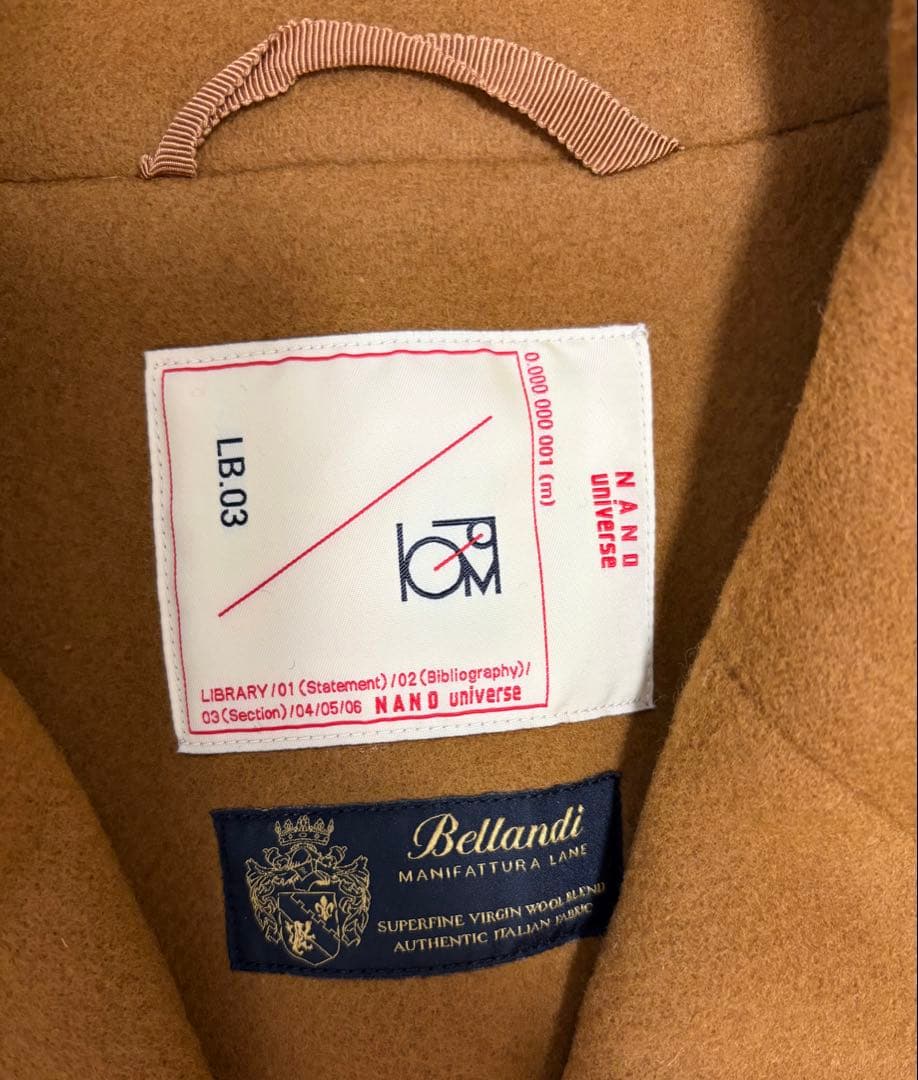 0.000 000 001 (m)
NANO
universe
LB.03
LIBRARY/01 (Statement)/02 (Bibliography)/
03 (Section)/04/05/06 NANO universe
Bellandi
MANIFATTURA LANE
SUPERFINE VIRGIN WOOL BLEND
AUTHENTIC ITALIAN FABRIC